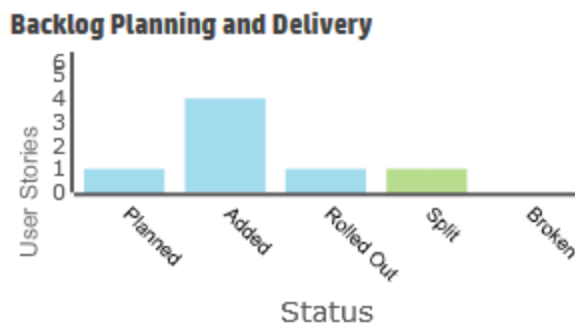 Backlog Planning and Delivery
6
5
4
3
2
1
0
User Stories
Planned
Added
Rolled Out
Split
Broken
Status